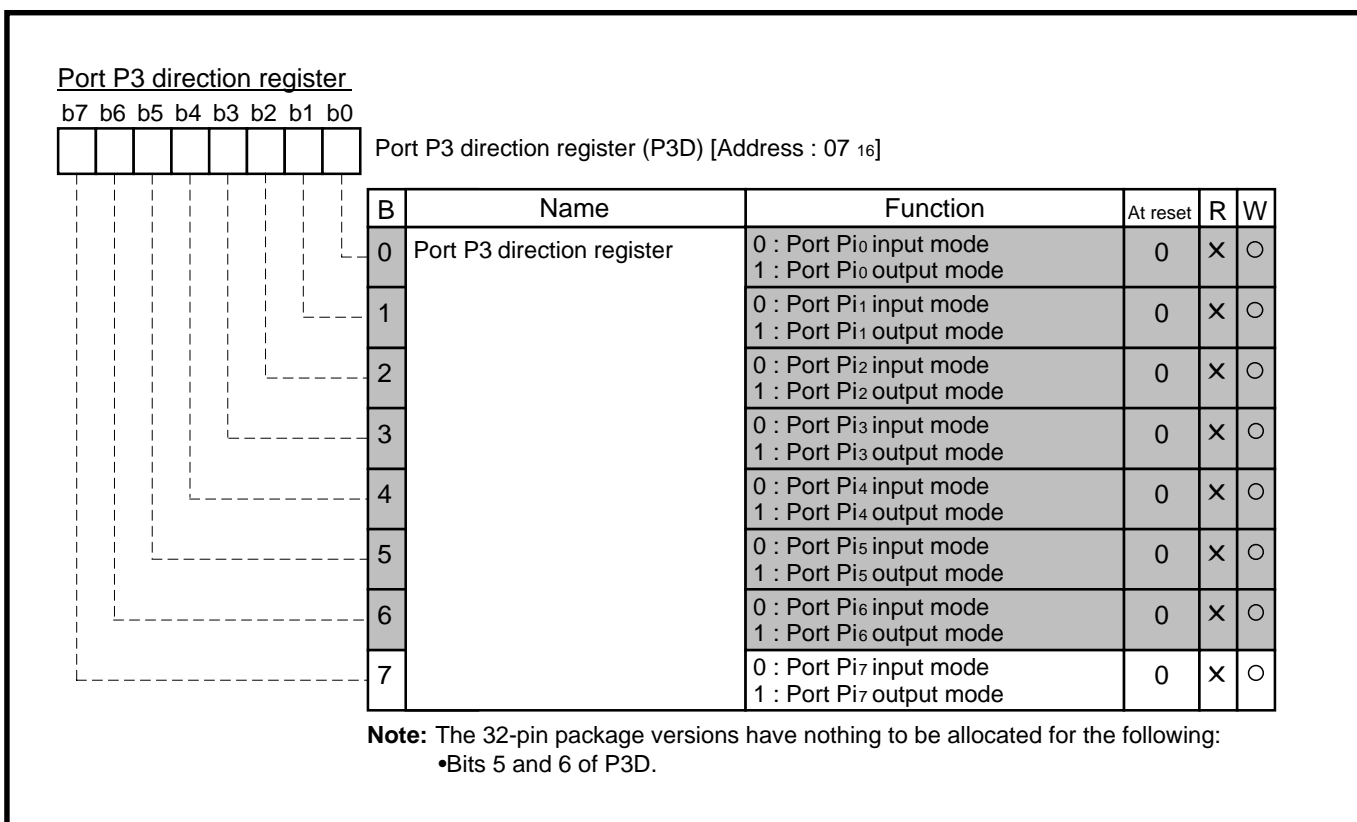 Port P3 direction register
b7 b6 b5 b4 b3 b2 b1 b0
Port P3 direction register (P3D) [Address : 07 16]
B Name Function At reset R W
0 Port P3 direction register 0 : Port Pi0 input mode 0 × ○
1 : Port Pi0 output mode
1 0 : Port Pi1 input mode 0 × ○
1 : Port Pi1 output mode
2 0 : Port Pi2 input mode 0 × ○
1 : Port Pi2 output mode
3 0 : Port Pi3 input mode 0 × ○
1 : Port Pi3 output mode
4 0 : Port Pi4 input mode 0 × ○
1 : Port Pi4 output mode
5 0 : Port Pi5 input mode 0 × ○
1 : Port Pi5 output mode
6 0 : Port Pi6 input mode 0 × ○
1 : Port Pi6 output mode
7 0 : Port Pi7 input mode 0 × ○
1 : Port Pi7 output mode
Note: The 32-pin package versions have nothing to be allocated for the following:
•Bits 5 and 6 of P3D.